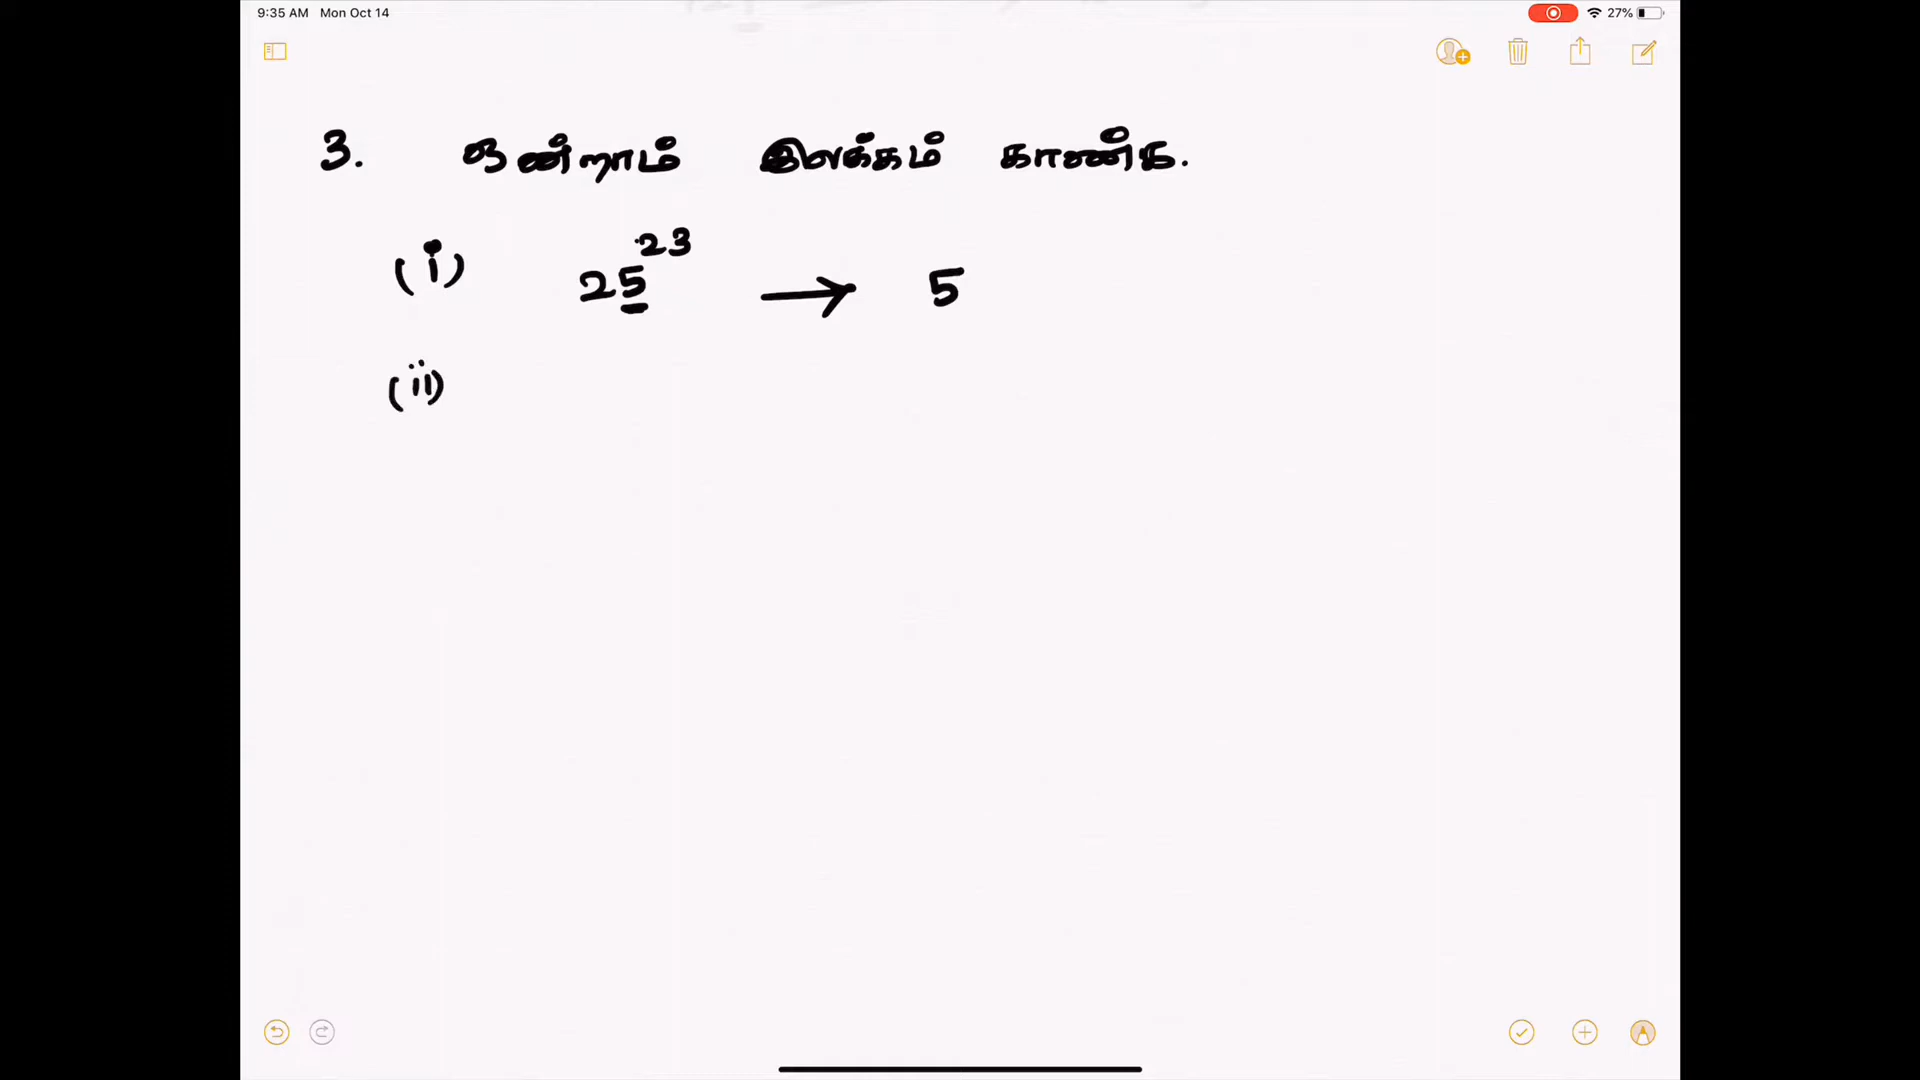 9:35 AM Mon Oct 14 27%
3. ஒன்றாம் இலக்கம் காண்க.
(i) 25²³ → 5
(ii)